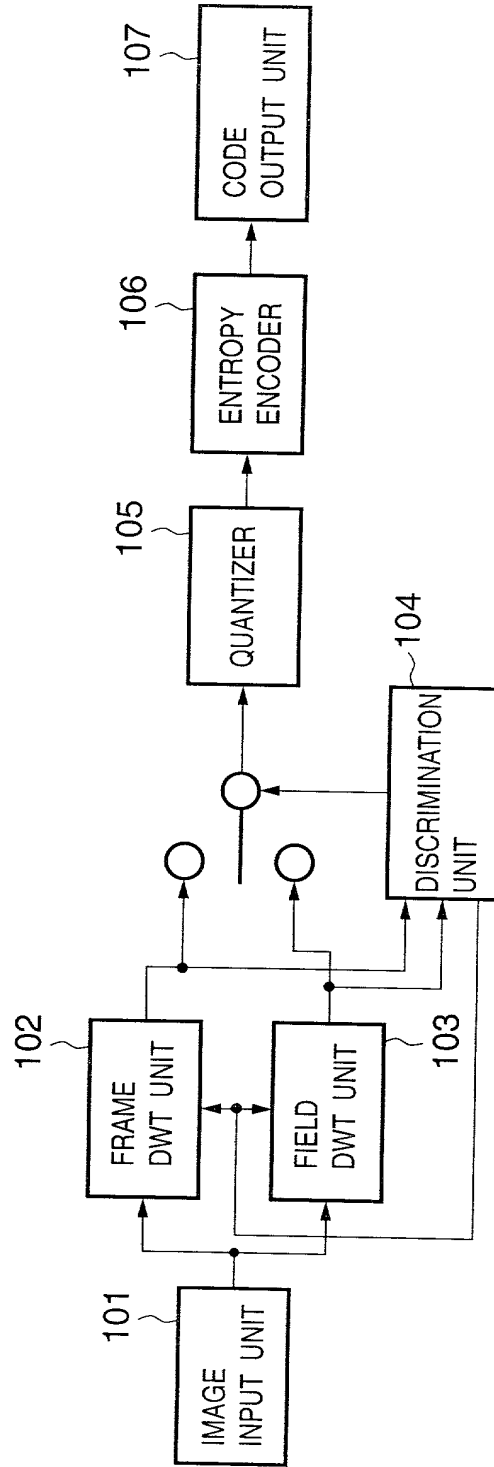 101
IMAGE
INPUT UNIT
102
FRAME
DWT UNIT
FIELD
DWT UNIT
103
104
DISCRIMINATION
UNIT
105
QUANTIZER
106
ENTROPY
ENCODER
107
CODE
OUTPUT UNIT